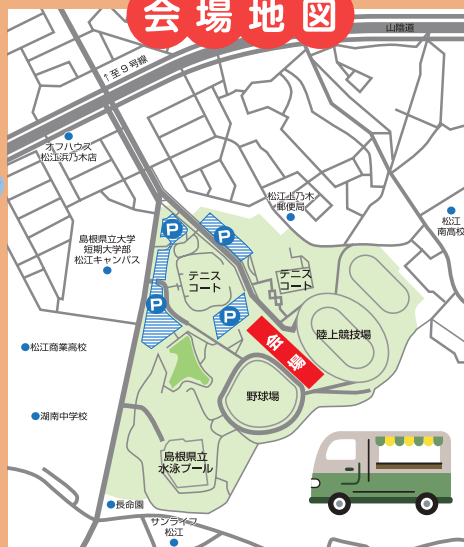 会場地図
山陰道
↑至9号線
オフハウス
松江浜乃木店
松江上乃木
郵便局
松江
南高校
島根県立大学
短期大学部
松江キャンパス
P
P
P
P
テニス
コート
テニス
コート
松江商業高校
会場
陸上競技場
湖南中学校
野球場
島根県立
水泳プール
長命園
サンライフ
松江